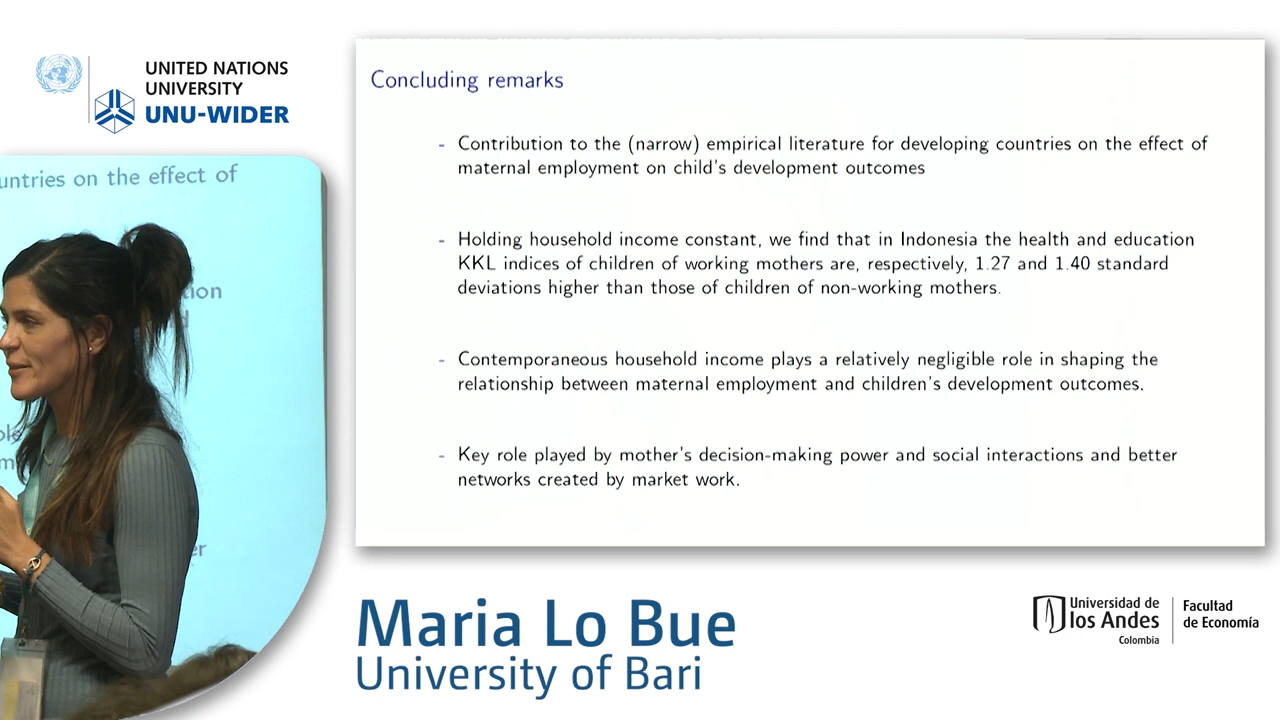 UNITED NATIONS
UNIVERSITY
UNU-WIDER
Concluding remarks
- Contribution to the (narrow) empirical literature for developing countries on the effect of
maternal employment on child's development outcomes
- Holding household income constant, we find that in Indonesia the health and education
KKL indices of children of working mothers are, respectively, 1.27 and 1.40 standard
deviations higher than those of children of non-working mothers.
- Contemporaneous household income plays a relatively negligible role in shaping the
relationship between maternal employment and children's development outcomes.
- Key role played by mother's decision-making power and social interactions and better
networks created by market work.
untries on the effect of
tion
Maria Lo Bue
University of Bari
Universidad de
los Andes
Colombia
Facultad
de Economía